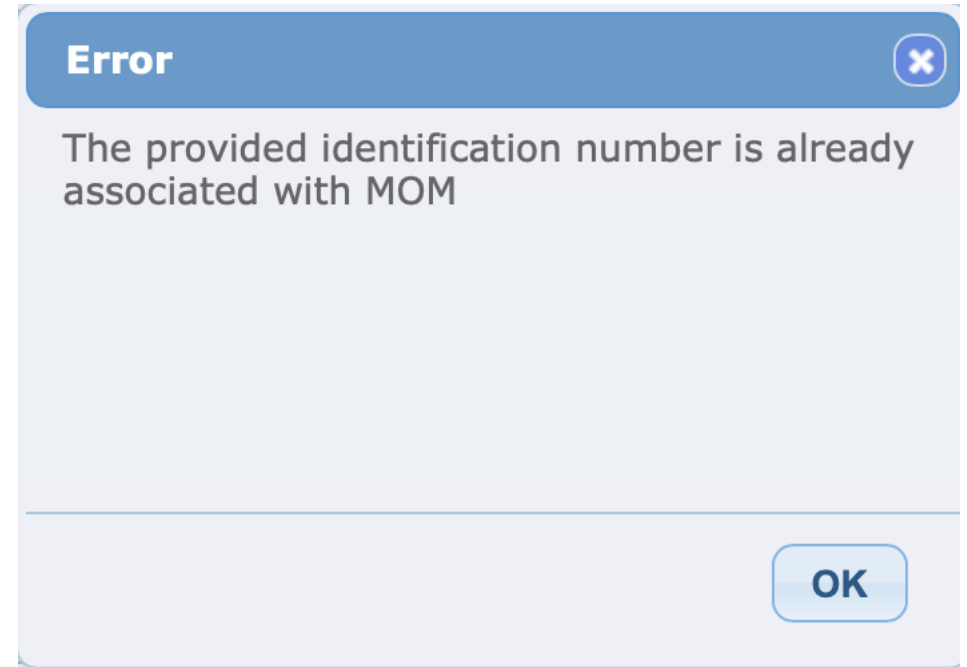 Error
The provided identification number is already
associated with MOM
OK